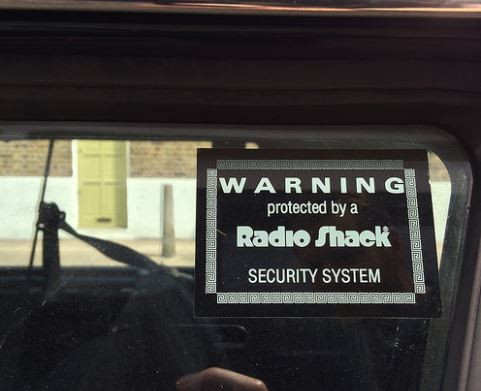 WARNING
protected by a
Radio Shack®
SECURITY SYSTEM